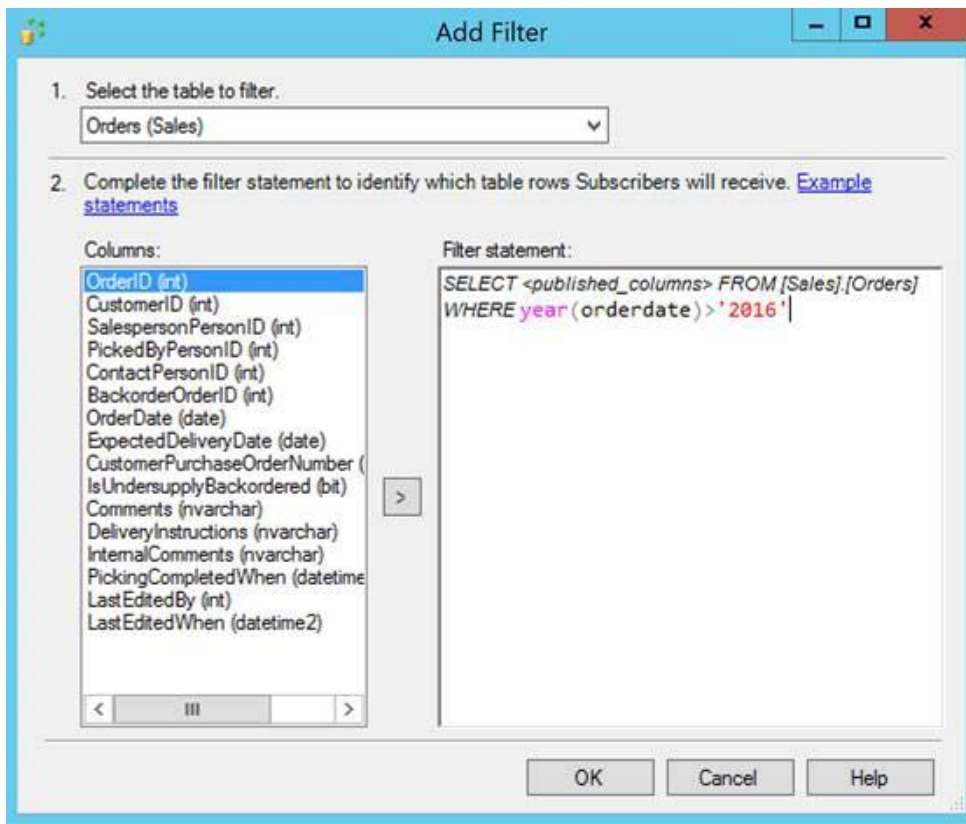 Add Filter
1. Select the table to filter.
Orders (Sales)
2. Complete the filter statement to identify which table rows Subscribers will receive. Example
statements
Columns:
OrderID (int)
CustomerID (int)
SalespersonPersonID (int)
PickedByPersonID (int)
ContactPersonID (int)
BackorderOrderID (int)
OrderDate (date)
ExpectedDeliveryDate (date)
CustomerPurchaseOrderNumber (
IsUndersupplyBackordered (bit)
Comments (nvarchar)
DeliveryInstructions (nvarchar)
InternalComments (nvarchar)
PickingCompletedWhen (datetime
LastEditedBy (int)
LastEditedWhen (datetime2)
>
Filter statement:
SELECT <published_columns> FROM [Sales].[Orders]
WHERE year(orderdate)>'2016'
OK Cancel Help